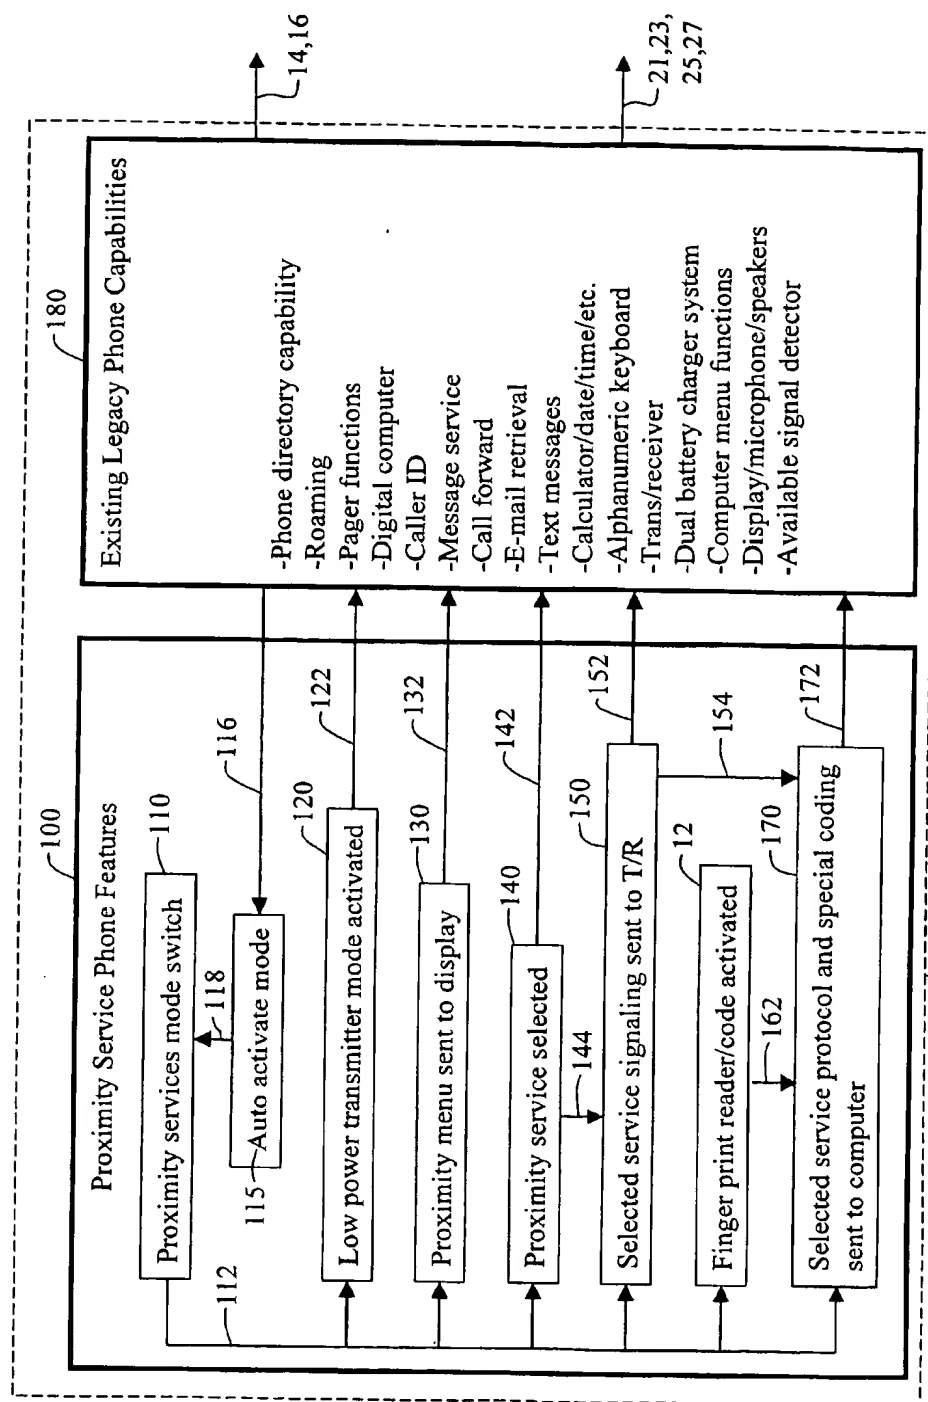 100
Proximity Service Phone Features
110
Proximity services mode switch
112
118
116
115
Auto activate mode
120
122
Low power transmitter mode activated
130
132
Proximity menu sent to display
140
142
Proximity service selected
144
150
152
Selected service signaling sent to T/R
154
12
Finger print reader/code activated
162
170
172
Selected service protocol and special coding
sent to computer
180
Existing Legacy Phone Capabilities
-Phone directory capability
-Roaming
-Pager functions
-Digital computer
-Caller ID
-Message service
-Call forward
-E-mail retrieval
-Text messages
-Calculator/date/time/etc.
-Alphanumeric keyboard
-Trans/receiver
-Dual battery charger system
-Computer menu functions
-Display/microphone/speakers
-Available signal detector
14,16
21,23,
25,27